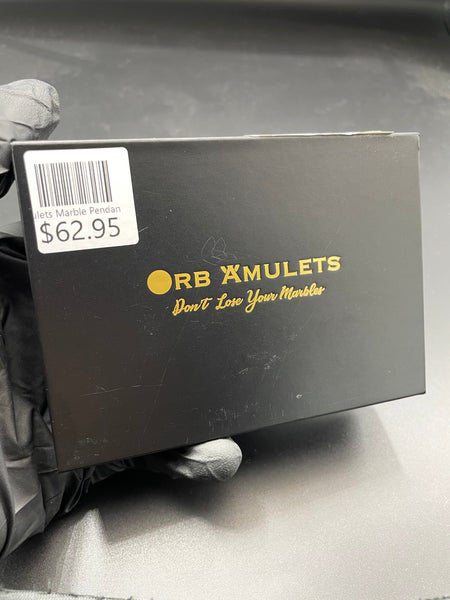 ulets Marble Pendan
$62.95
ORB AMULETS
Don't Lose Your Marbles